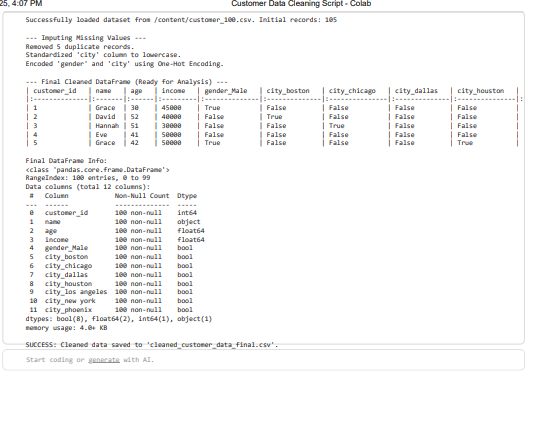 25, 4:07 PM
Customer Data Cleaning Script - Colab
Successfully loaded dataset from /content/customer_100.csv. Initial records: 105
--- Imputing Missing Values ---
Removed 5 duplicate records.
Standardized 'city' column to lowercase.
Encoded 'gender' and 'city' using One-Hot Encoding.
--- Final Cleaned DataFrame (Ready for Analysis) ---
| customer_id | name | age | income | gender_Male | city_boston | city_chicago | city_dallas | city_houston |
| 1 | Grace | 30 | 45000 | True | False | False | False | False
| 2 | David | 52 | 40000 | False | True | False | False | False
| 3 | Hannah | 51 | 30000 | False | False | True | False | False
| 4 | Eve | 41 | 50000 | False | False | False | False | False
| 5 | Grace | 42 | 50000 | True | False | False | False | True
Final DataFrame Info:
<class 'pandas.core.frame.DataFrame'>
RangeIndex: 100 entries, 0 to 99
Data columns (total 12 columns):
# Column Non-Null Count Dtype
--- ------ -------------- -----
0 customer_id 100 non-null int64
1 name 100 non-null object
2 age 100 non-null float64
3 income 100 non-null float64
4 gender_Male 100 non-null bool
5 city_boston 100 non-null bool
6 city_chicago 100 non-null bool
7 city_dallas 100 non-null bool
8 city_houston 100 non-null bool
9 city_los angeles 100 non-null bool
10 city_new york 100 non-null bool
11 city_phoenix 100 non-null bool
dtypes: bool(8), float64(2), int64(1), object(1)
memory usage: 4.0+ KB
SUCCESS: Cleaned data saved to 'cleaned_customer_data_final.csv'.
Start coding or generate with AI.